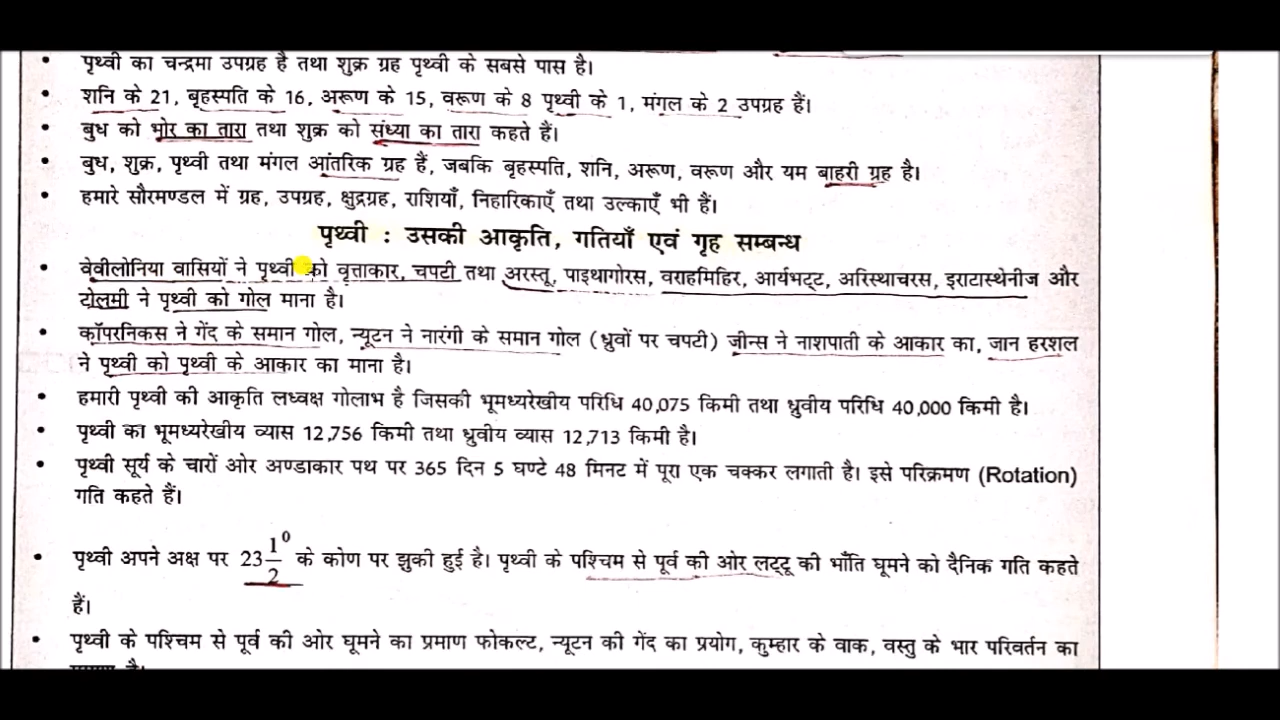 • पृथ्वी का चन्द्रमा उपग्रह है तथा शुक्र ग्रह पृथ्वी के सबसे पास है।
• शनि के 21, बृहस्पति के 16, अरूण के 15, वरूण के 8 पृथ्वी के 1, मंगल के 2 उपग्रह हैं।
• बुध को भोर का तारा तथा शुक्र को संध्या का तारा कहते हैं।
• बुध, शुक्र, पृथ्वी तथा मंगल आंतरिक ग्रह हैं, जबकि बृहस्पति, शनि, अरूण, वरूण और यम बाहरी ग्रह है।
• हमारे सौरमण्डल में ग्रह, उपग्रह, क्षुद्रग्रह, राशियाँ, निहारिकाएँ तथा उल्काएँ भी हैं।
पृथ्वी : उसकी आकृति, गतियाँ एवं गृह सम्बन्ध
• वेवीलोनिया वासियों ने पृथ्वी को वृत्ताकार, चपटी तथा अरस्तू, पाइथागोरस, वराहमिहिर, आर्यभट्ट, अरिस्थाचरस, इराटास्थेनीज और
टोलमी ने पृथ्वी को गोल माना है।
• कॉपरनिकस ने गेंद के समान गोल, न्यूटन ने नारंगी के समान गोल (ध्रुवों पर चपटी) जीन्स ने नाशपाती के आकार का, जान हरशल
ने पृथ्वी को पृथ्वी के आकार का माना है।
• हमारी पृथ्वी की आकृति लध्वक्ष गोलाभ है जिसकी भूमध्यरेखीय परिधि 40,075 किमी तथा ध्रुवीय परिधि 40,000 किमी है।
• पृथ्वी का भूमध्यरेखीय व्यास 12,756 किमी तथा ध्रुवीय व्यास 12,713 किमी है।
• पृथ्वी सूर्य के चारों ओर अण्डाकार पथ पर 365 दिन 5 घण्टे 48 मिनट में पूरा एक चक्कर लगाती है। इसे परिक्रमण (Rotation)
गति कहते हैं।
• पृथ्वी अपने अक्ष पर 23 1/2⁰ के कोण पर झुकी हुई है। पृथ्वी के पश्चिम से पूर्व की ओर लट्टू की भाँति घूमने को दैनिक गति कहते
हैं।
• पृथ्वी के पश्चिम से पूर्व की ओर घूमने का प्रमाण फोकल्ट, न्यूटन की गेंद का प्रयोग, कुम्हार के वाक, वस्तु के भार परिवर्तन का